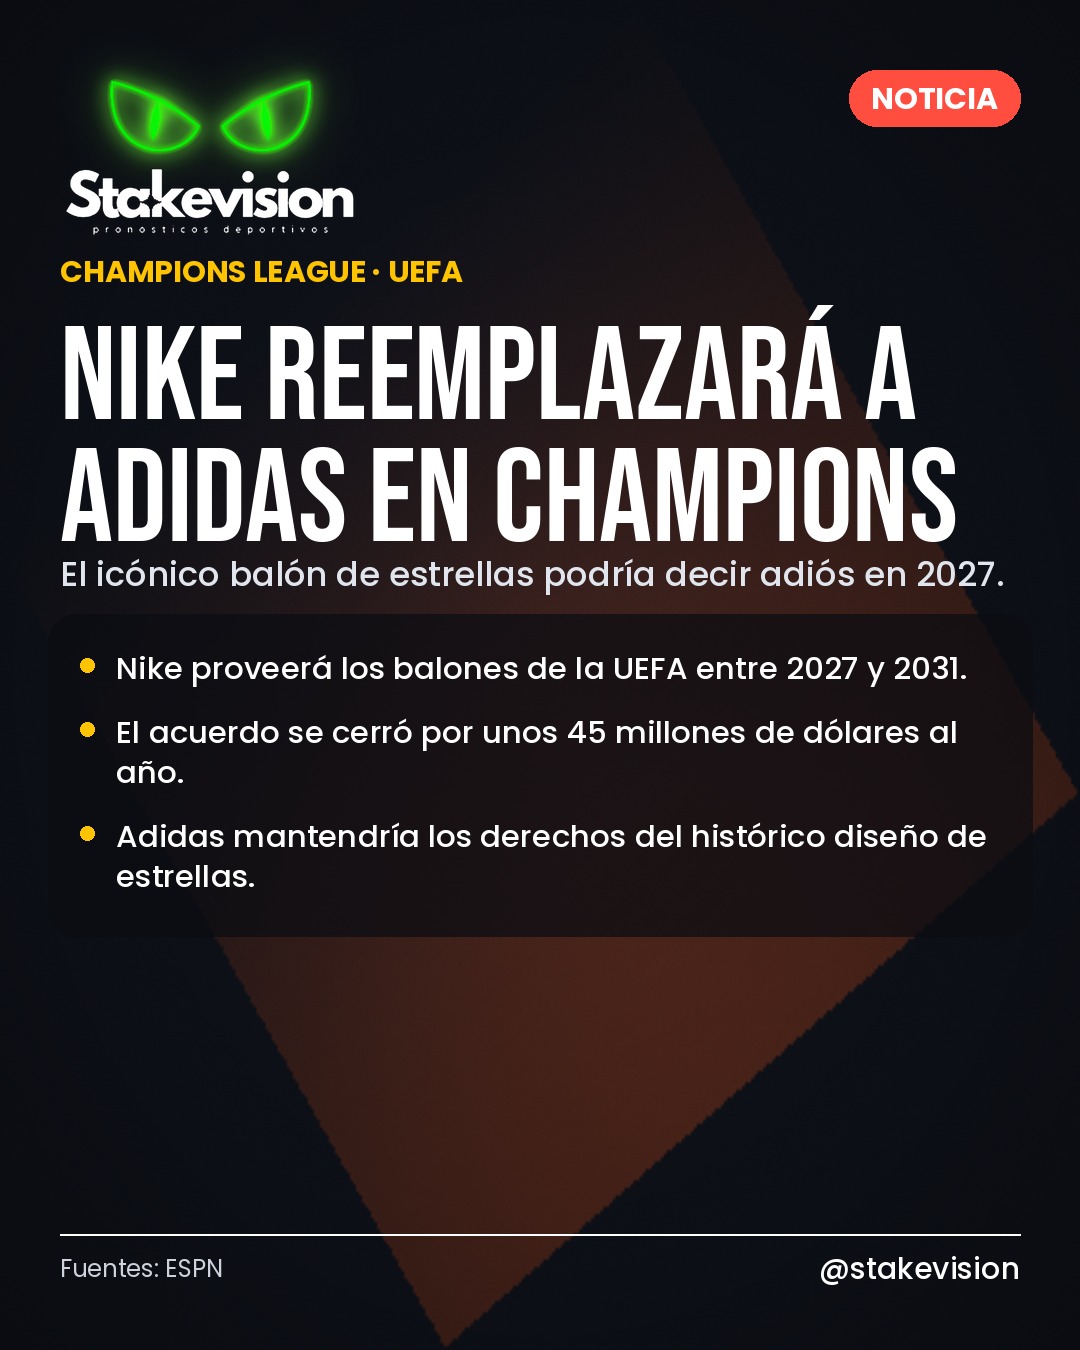 NOTICIA
Stakevision
pronósticos deportivos
CHAMPIONS LEAGUE · UEFA
NIKE REEMPLAZARÁ A
ADIDAS EN CHAMPIONS
El icónico balón de estrellas podría decir adiós en 2027.
Nike proveerá los balones de la UEFA entre 2027 y 2031.
El acuerdo se cerró por unos 45 millones de dólares al
año.
Adidas mantendría los derechos del histórico diseño de
estrellas.
Fuentes: ESPN
@stakevision